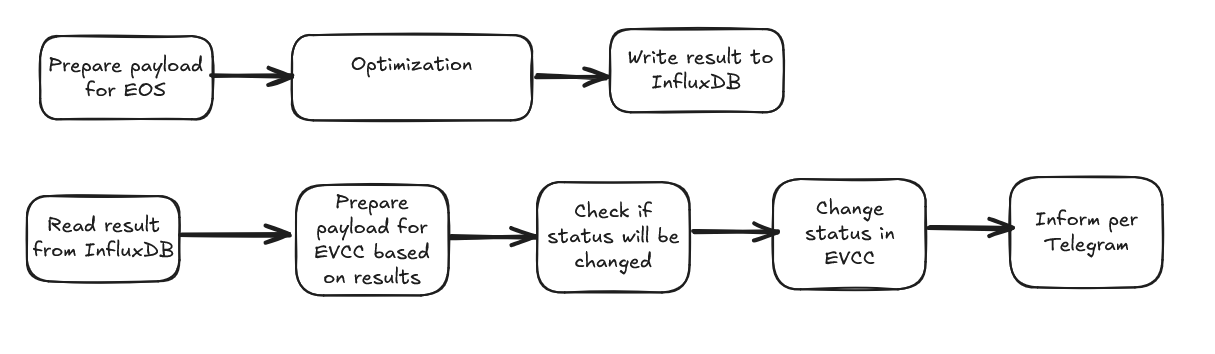 Prepare payload
for EOS
Optimization
Write result to
InfluxDB
Read result
from InfluxDB
Prepare
payload for
EVCC based
on results
Check if
status will be
changed
Change
status in
EVCC
Inform per
Telegram